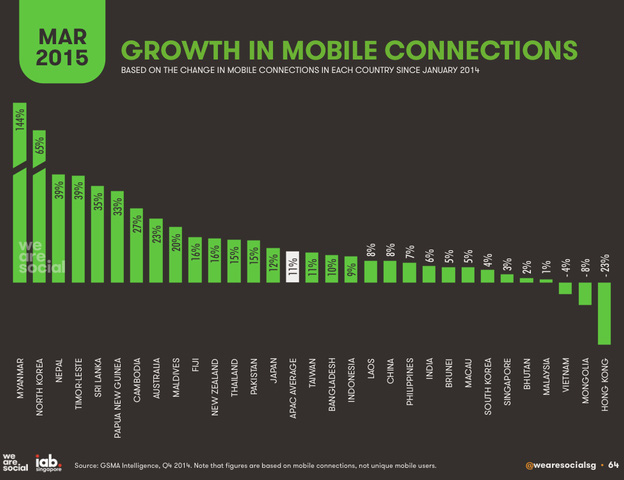 MAR
2015
GROWTH IN MOBILE CONNECTIONS
BASED ON THE CHANGE IN MOBILE CONNECTIONS IN EACH COUNTRY SINCE JANUARY 2014
144%
65%
39%
39%
35%
33%
27%
23%
20%
16%
16%
15%
15%
12%
11%
11%
10%
9%
8%
8%
7%
6%
5%
5%
4%
3%
2%
1%
- 4%
- 8%
- 23%
we
are
social
MYANMAR
NORTH KOREA
NEPAL
TIMOR-LESTE
SRI LANKA
PAPUA NEW GUINEA
CAMBODIA
AUSTRALIA
MALDIVES
FIJI
NEW ZEALAND
THAILAND
PAKISTAN
JAPAN
APAC AVERAGE
TAIWAN
BANGLADESH
INDONESIA
LAOS
CHINA
PHILIPPINES
INDIA
BRUNEI
MACAU
SOUTH KOREA
SINGAPORE
BHUTAN
MALAYSIA
VIETNAM
MONGOLIA
HONG KONG
we
are
social
iab.
singapore
Source: GSMA Intelligence, Q4 2014. Note that figures are based on mobile connections, not unique mobile users.
@wearesocialsg • 64